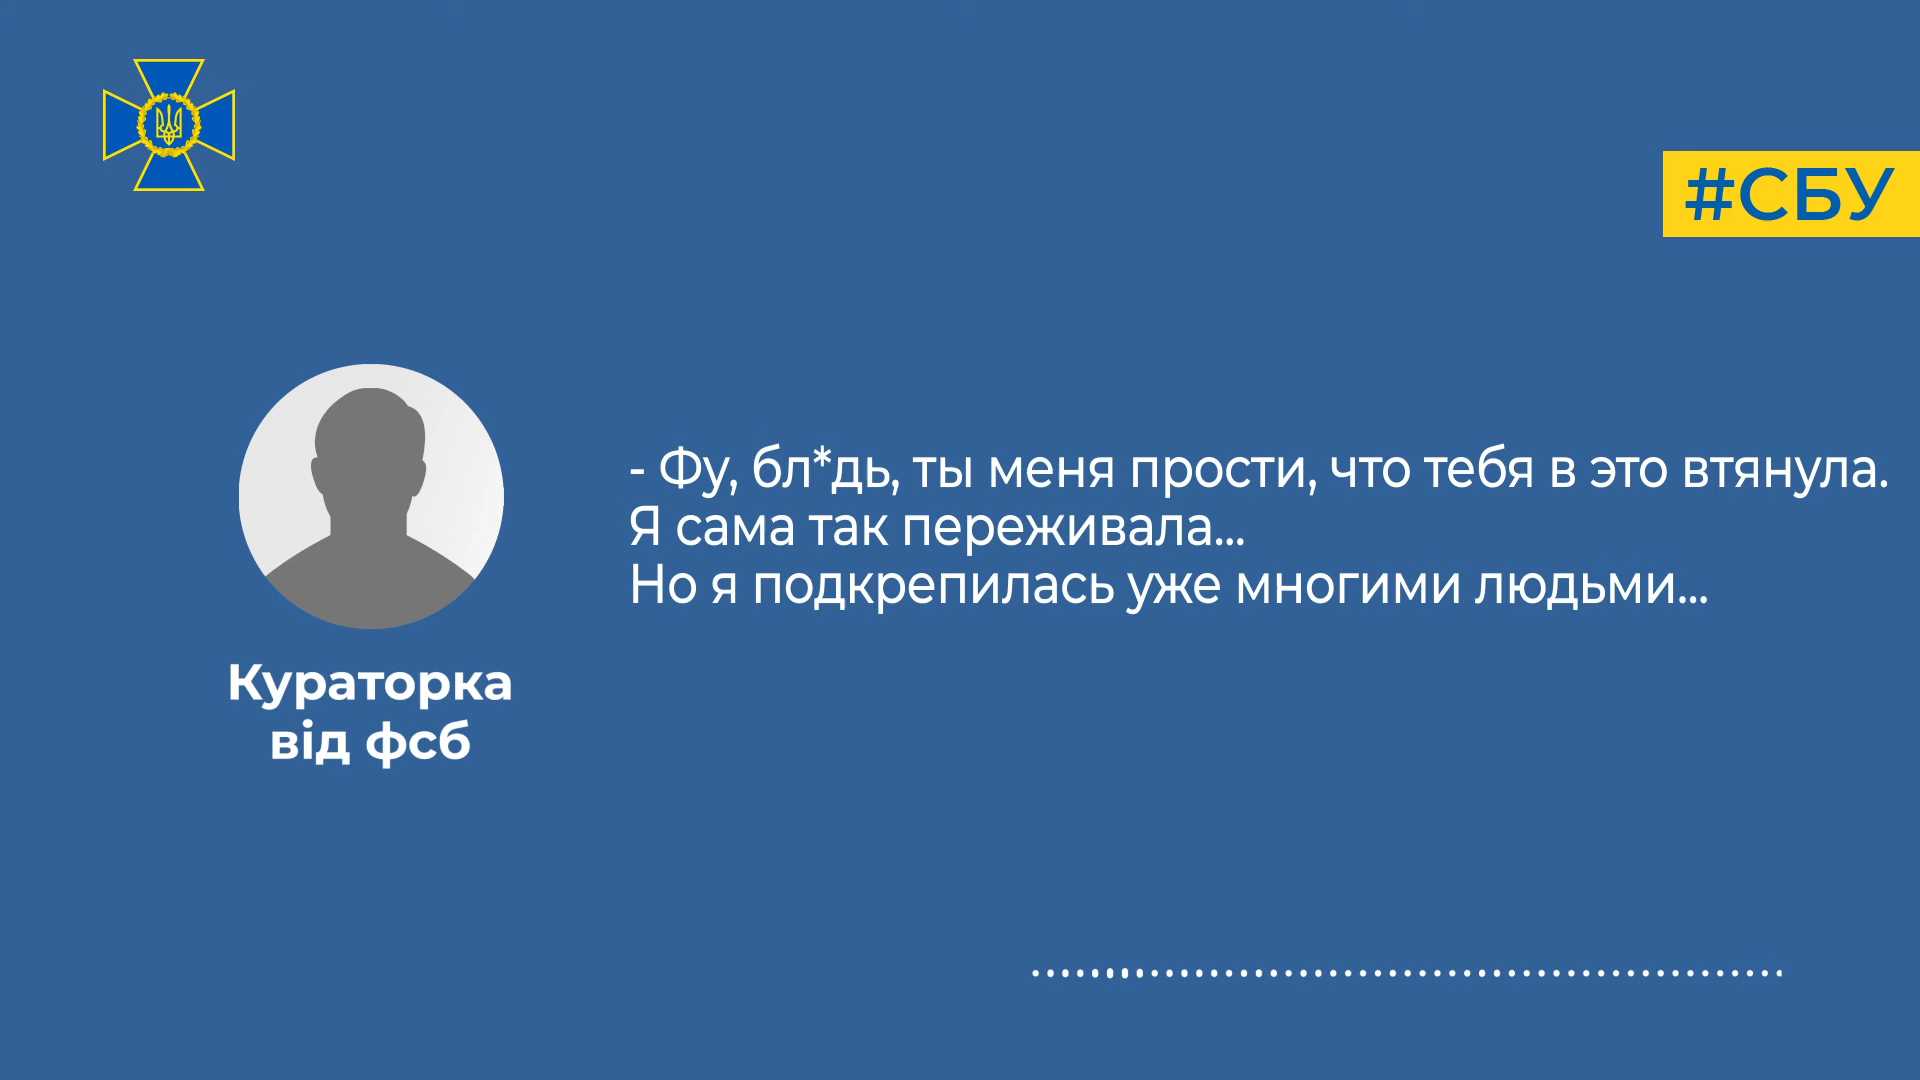 #СБУ
- Фу, бл*дь, ты меня прости, что тебя в это втянула.
Я сама так переживала...
Но я подкрепилась уже многими людьми...
Кураторка
від фсб